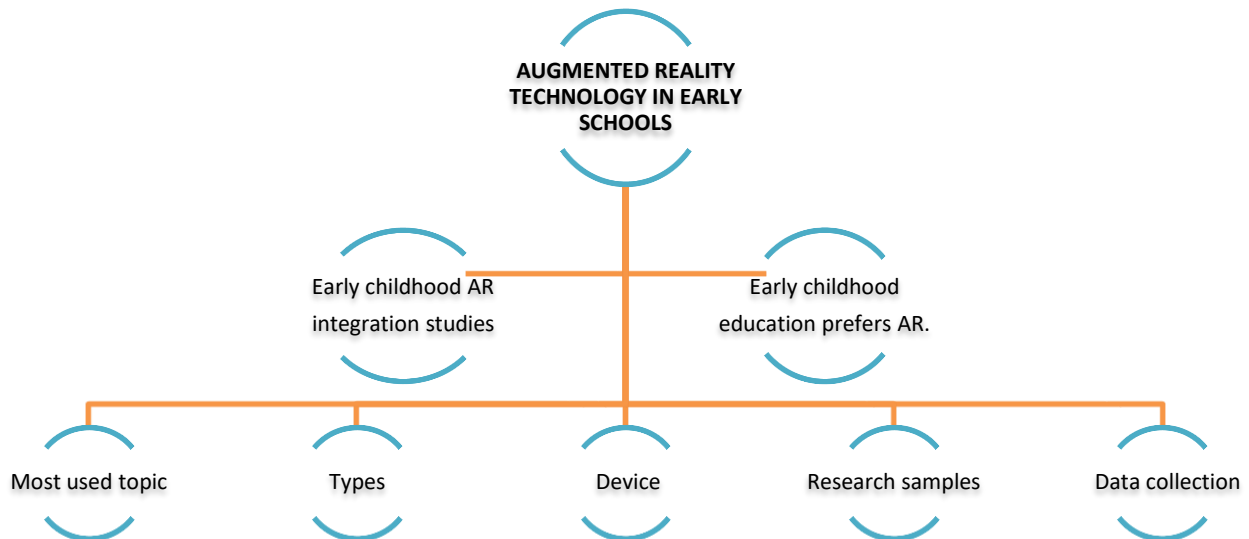 AUGMENTED REALITY
TECHNOLOGY IN EARLY
SCHOOLS
Early childhood AR
integration studies
Early childhood
education prefers AR.
Most used topic
Types
Device
Research samples
Data collection